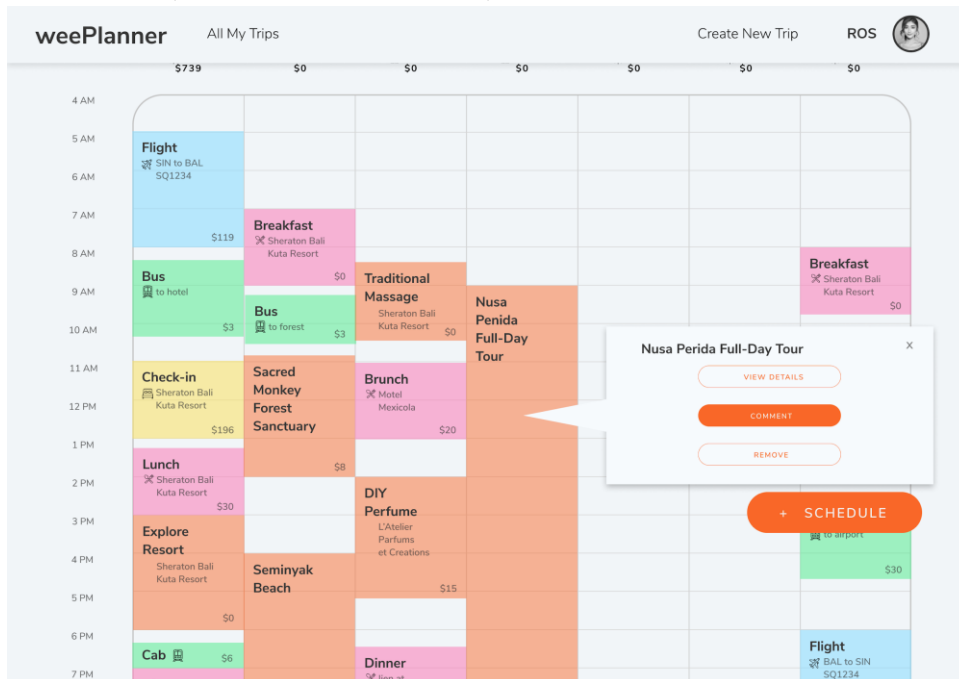 weePlanner
All My Trips
Create New Trip
ROS
$739
$0
$0
$0
$0
$0
$0
4 AM
5 AM
6 AM
7 AM
8 AM
9 AM
10 AM
11 AM
12 PM
1 PM
2 PM
3 PM
4 PM
5 PM
6 PM
7 PM
Flight
SIN to BAL
SQ1234
$119
Bus
to hotel
$3
Check-in
Sheraton Bali
Kuta Resort
$196
Lunch
Sheraton Bali
Kuta Resort
$30
Explore
Resort
Sheraton Bali
Kuta Resort
$0
Cab
$6
Breakfast
Sheraton Bali
Kuta Resort
$0
Bus
to forest
$3
Sacred
Monkey
Forest
Sanctuary
$8
Seminyak
Beach
Traditional
Massage
Sheraton Bali
Kuta Resort
$0
Brunch
Motel
Mexicola
$20
DIY
Perfume
L'Atelier
Parfums
et Creations
$15
Dinner
Nusa
Penida
Full-Day
Tour
Nusa Perida Full-Day Tour
x
VIEW DETAILS
COMMENT
REMOVE
+ SCHEDULE
Breakfast
Sheraton Bali
Kuta Resort
$0
to airport
$30
Flight
BAL to SIN
SQ1234